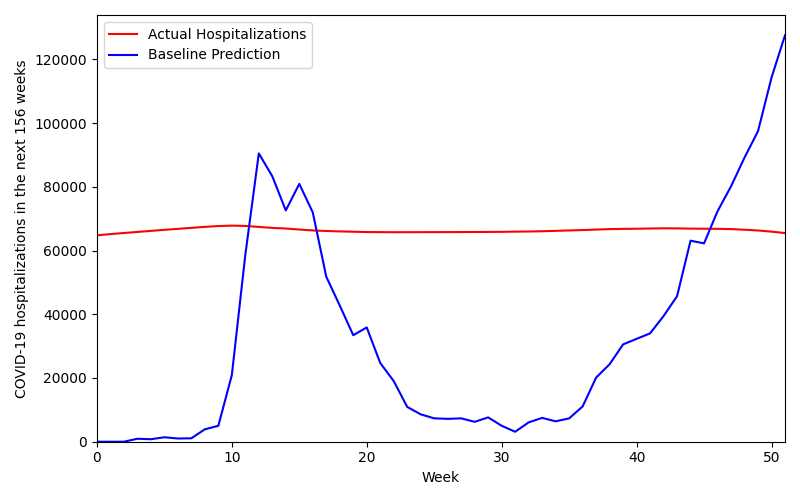 Actual Hospitalizations
Baseline Prediction
COVID-19 hospitalizations in the next 156 weeks
120000
100000
80000
60000
40000
20000
0
0 10 20 30 40 50
Week